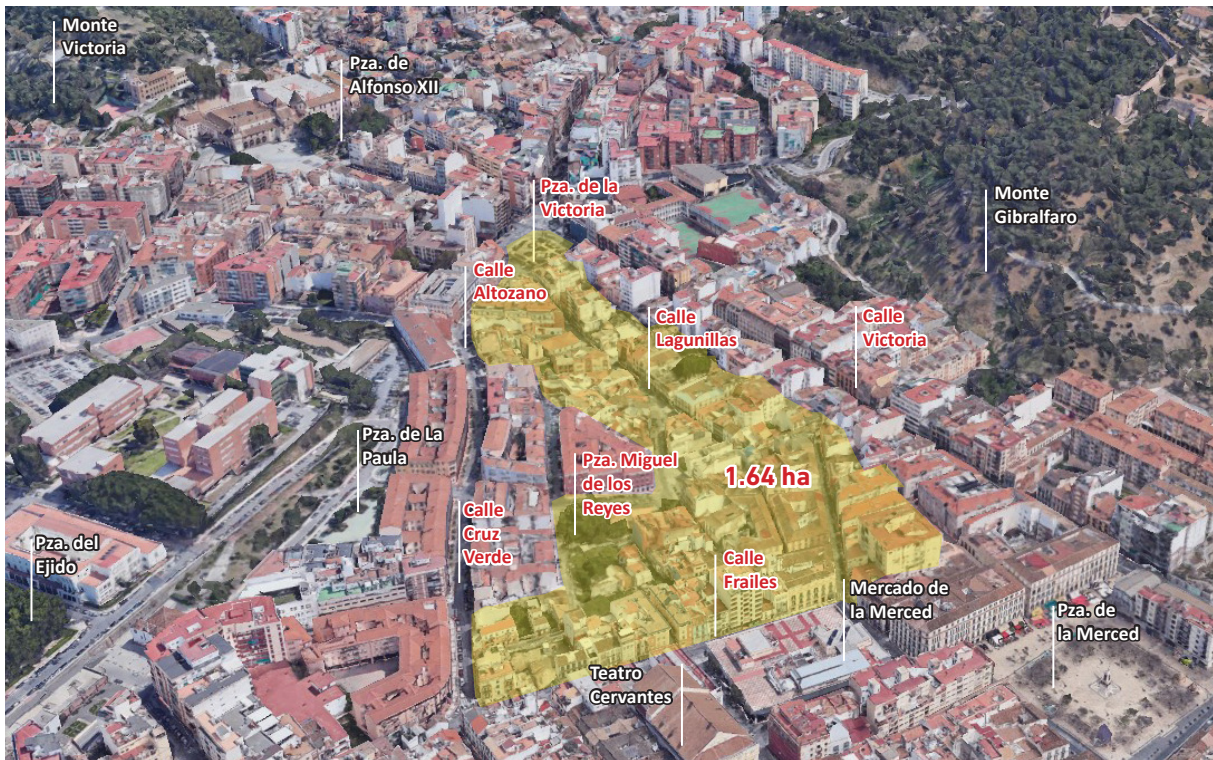 Monte
Victoria
Pza. de
Alfonso XII
Pza. de la
Victoria
Monte
Gibralfaro
Calle
Altozano
Calle
Lagunillas
Calle
Victoria
Pza. de La
Paula
Pza. Miguel
de los
Reyes
1.64 ha
Calle
Cruz
Verde
Pza. del
Ejido
Calle
Frailes
Mercado de
la Merced
Pza. de
la Merced
Teatro
Cervantes